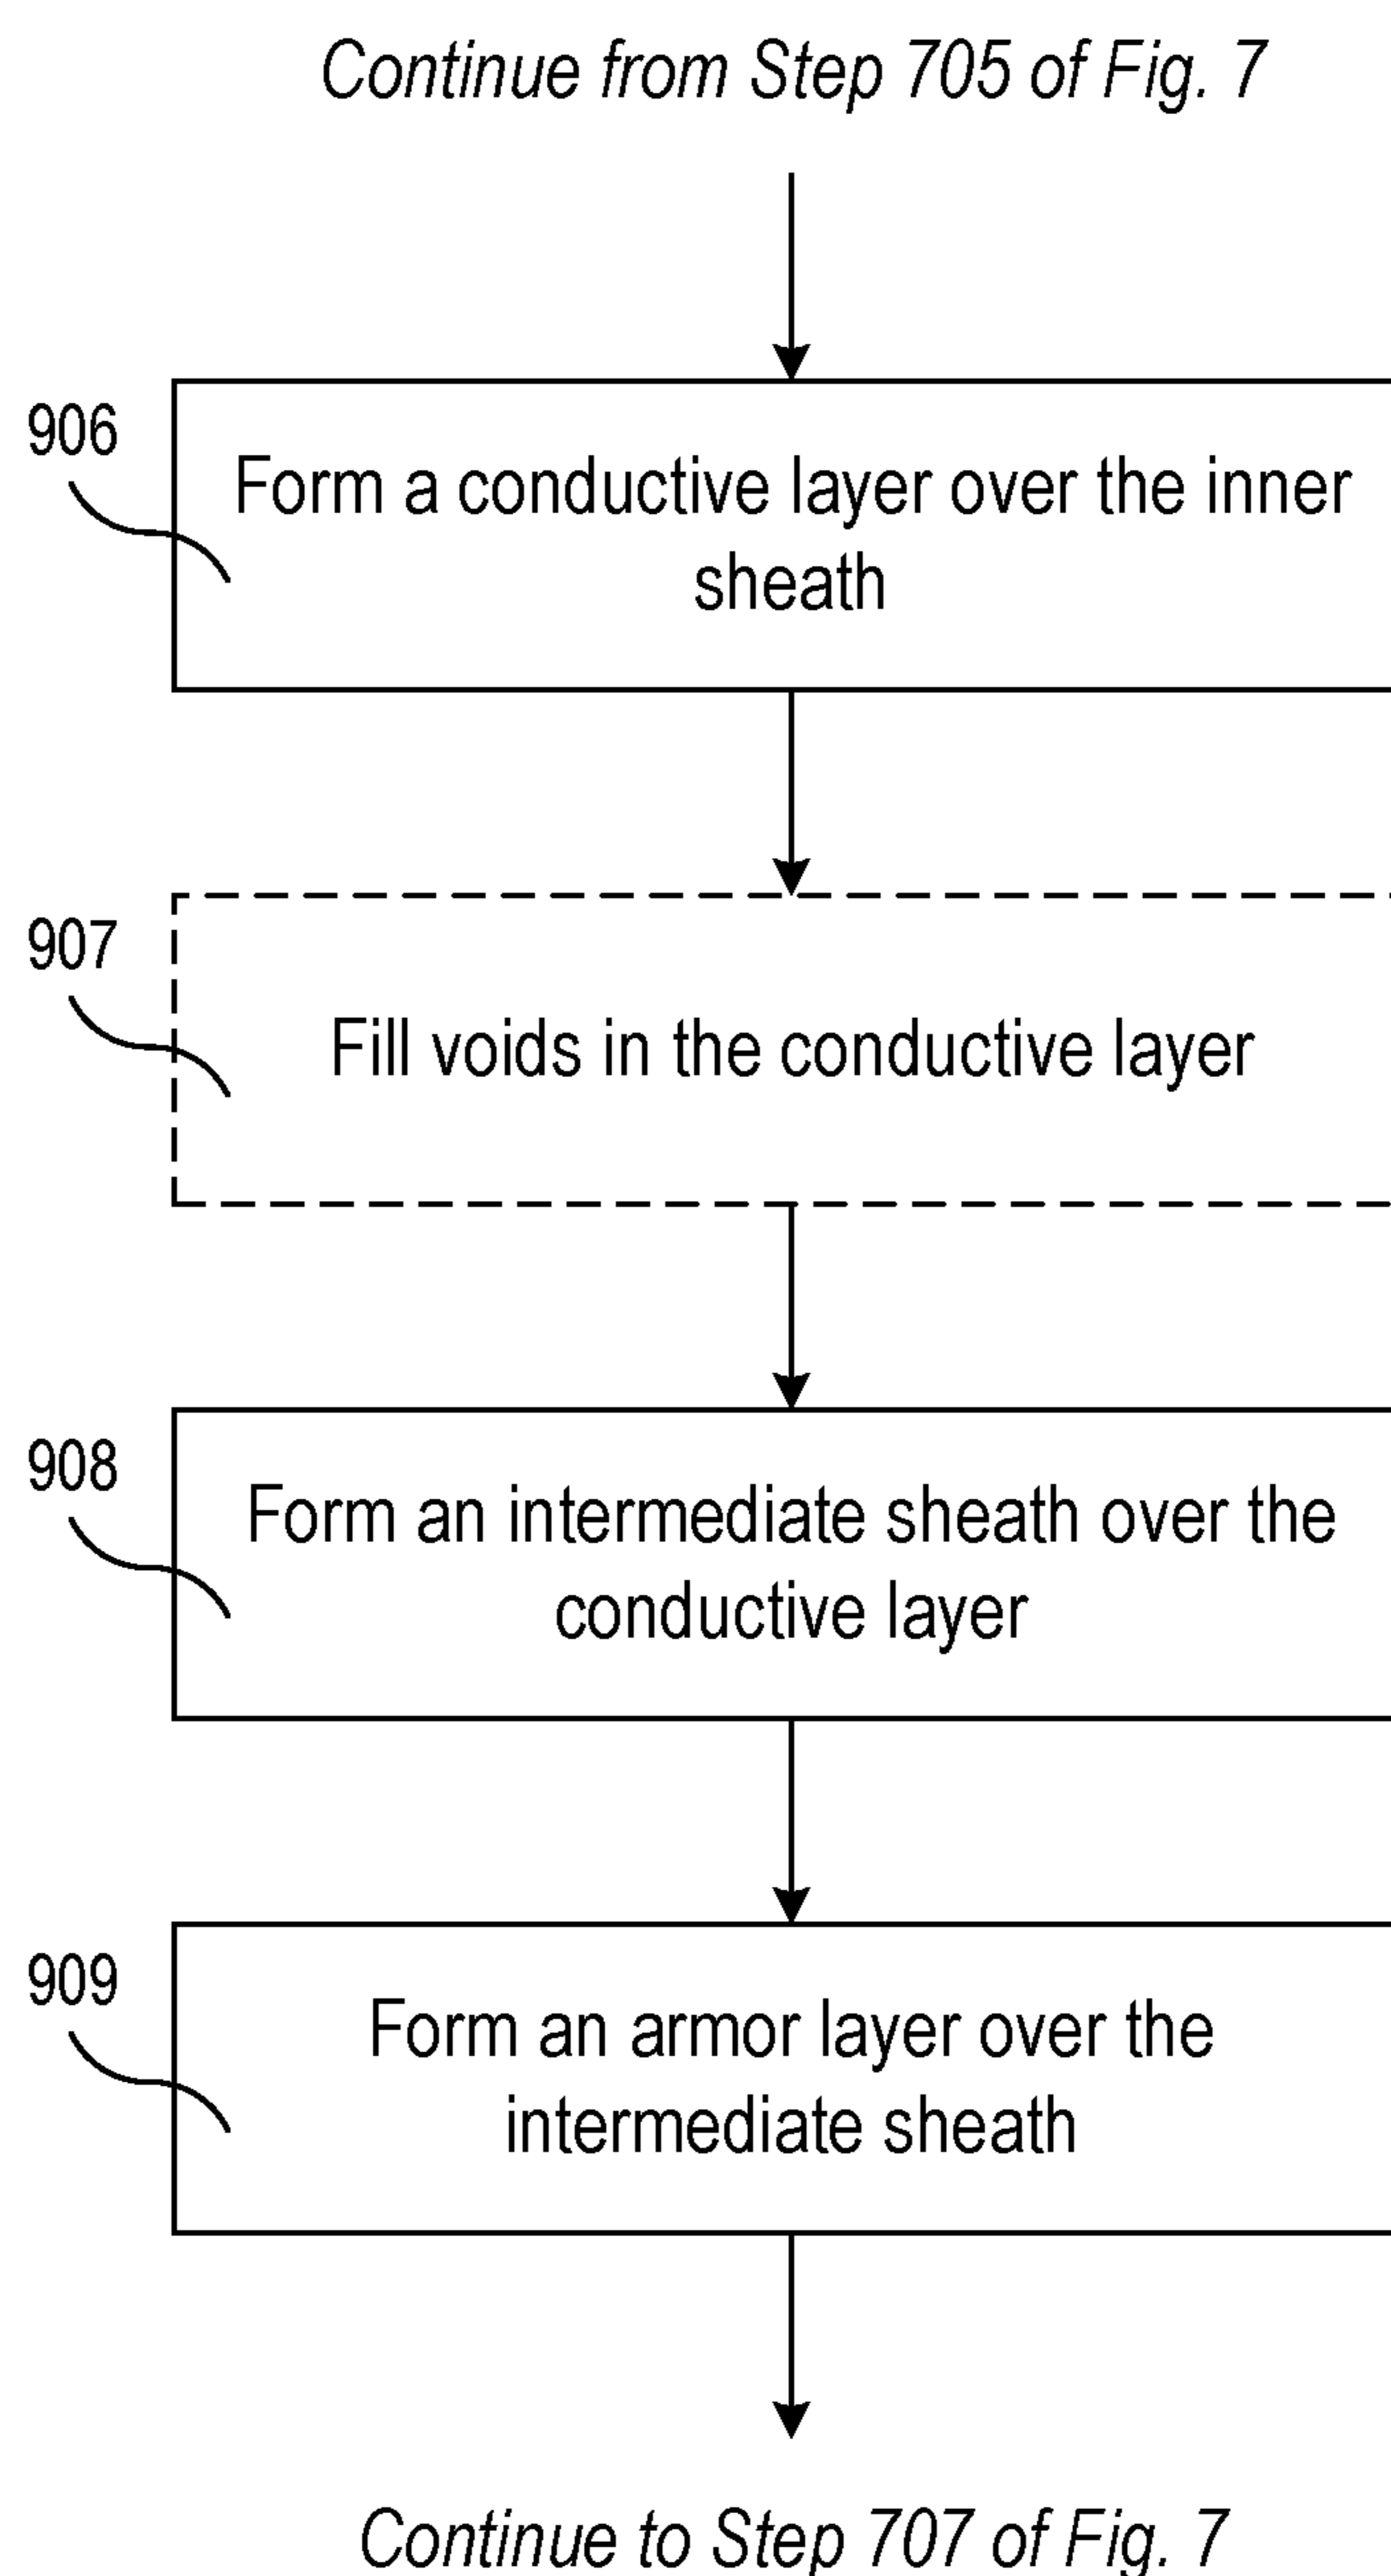 Continue from Step 705 of Fig. 7
906
Form a conductive layer over the inner
sheath
907
Fill voids in the conductive layer
908
Form an intermediate sheath over the
conductive layer
909
Form an armor layer over the
intermediate sheath
Continue to Step 707 of Fig. 7